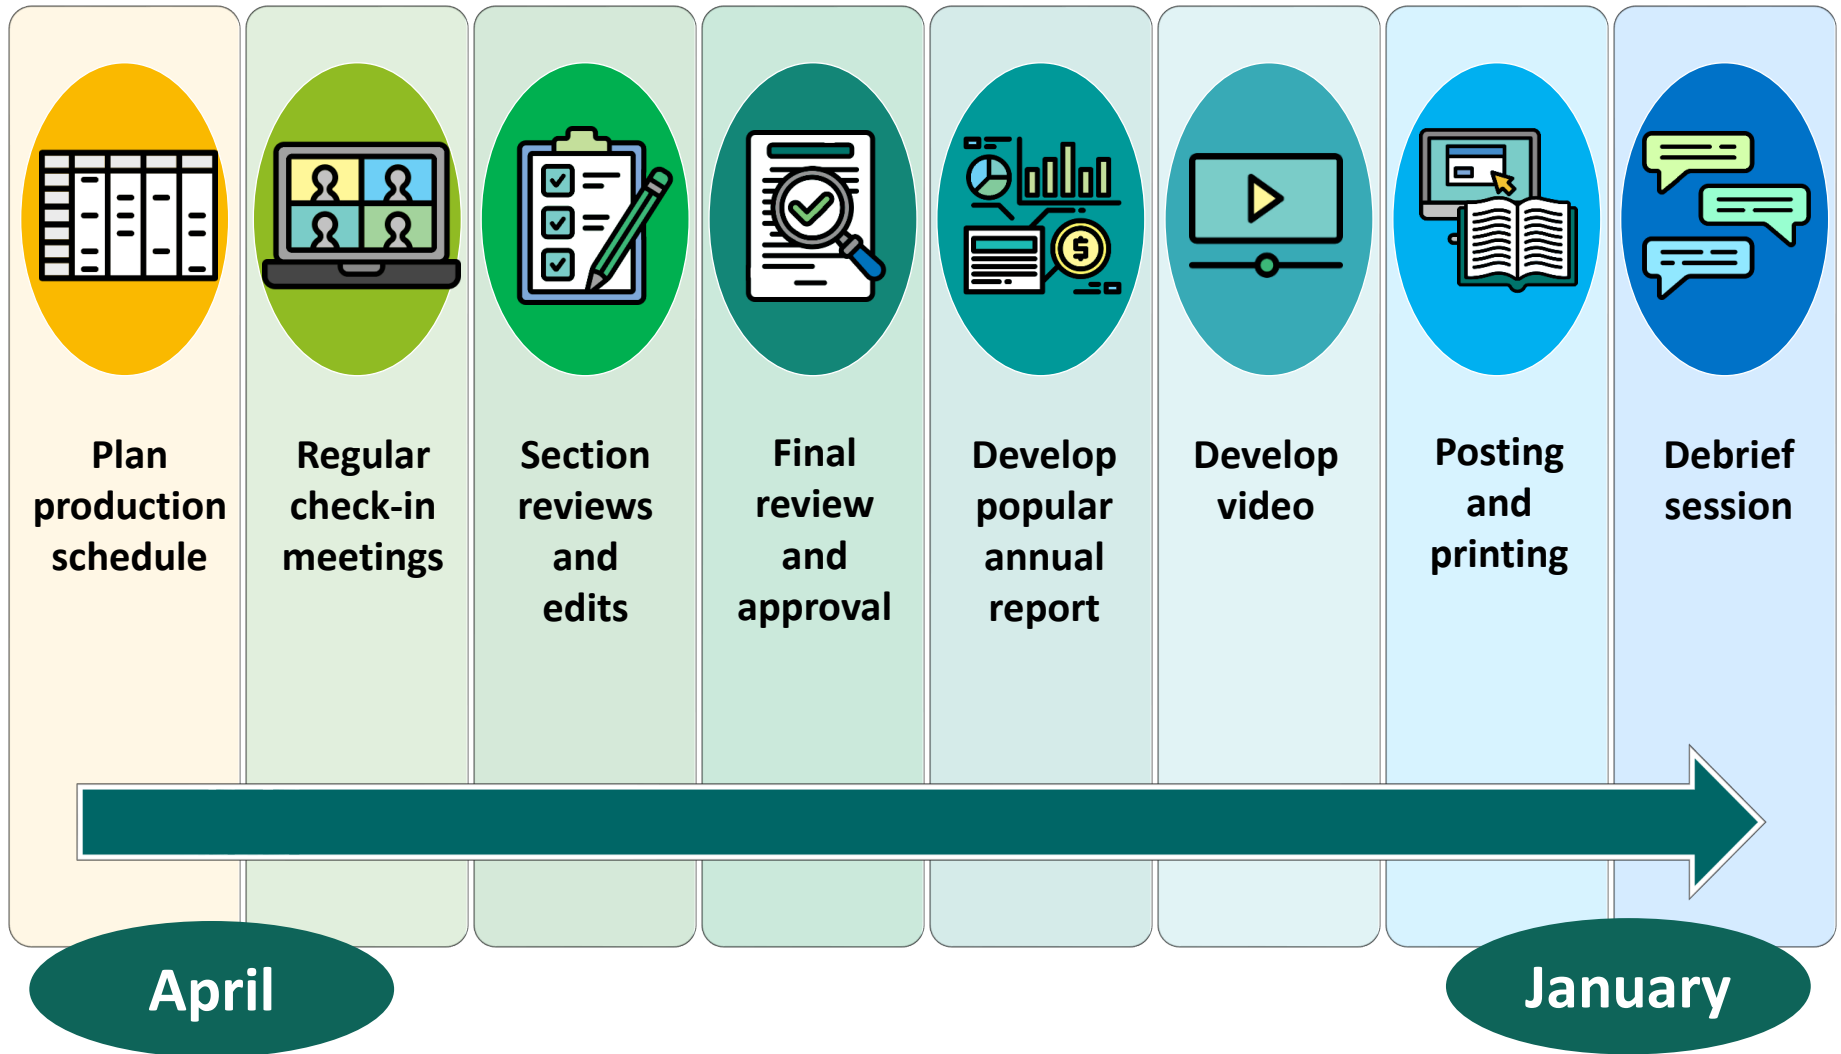 Plan
production
schedule
Regular
check-in
meetings
Section
reviews
and
edits
Final
review
and
approval
Develop
popular
annual
report
Develop
video
Posting
and
printing
Debrief
session
April
January